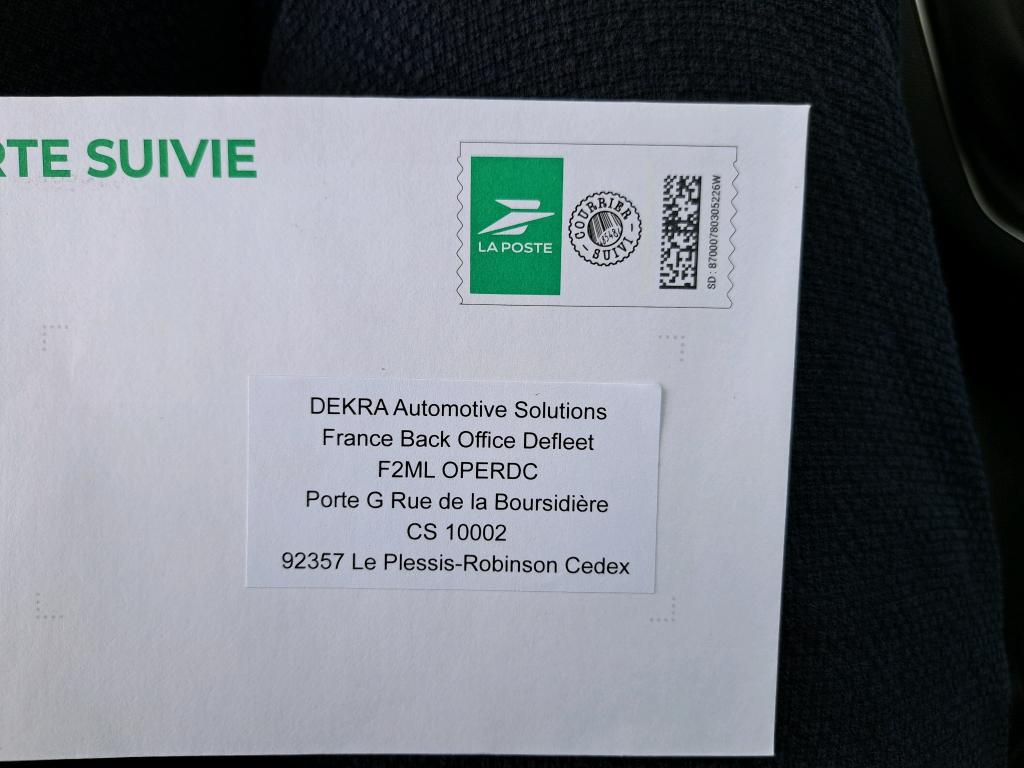 RTE SUIVIE
LA POSTE
COURRIER
SUIVI
SD : 87000780305226W
DEKRA Automotive Solutions
France Back Office Defleet
F2ML OPERDC
Porte G Rue de la Boursidière
CS 10002
92357 Le Plessis-Robinson Cedex